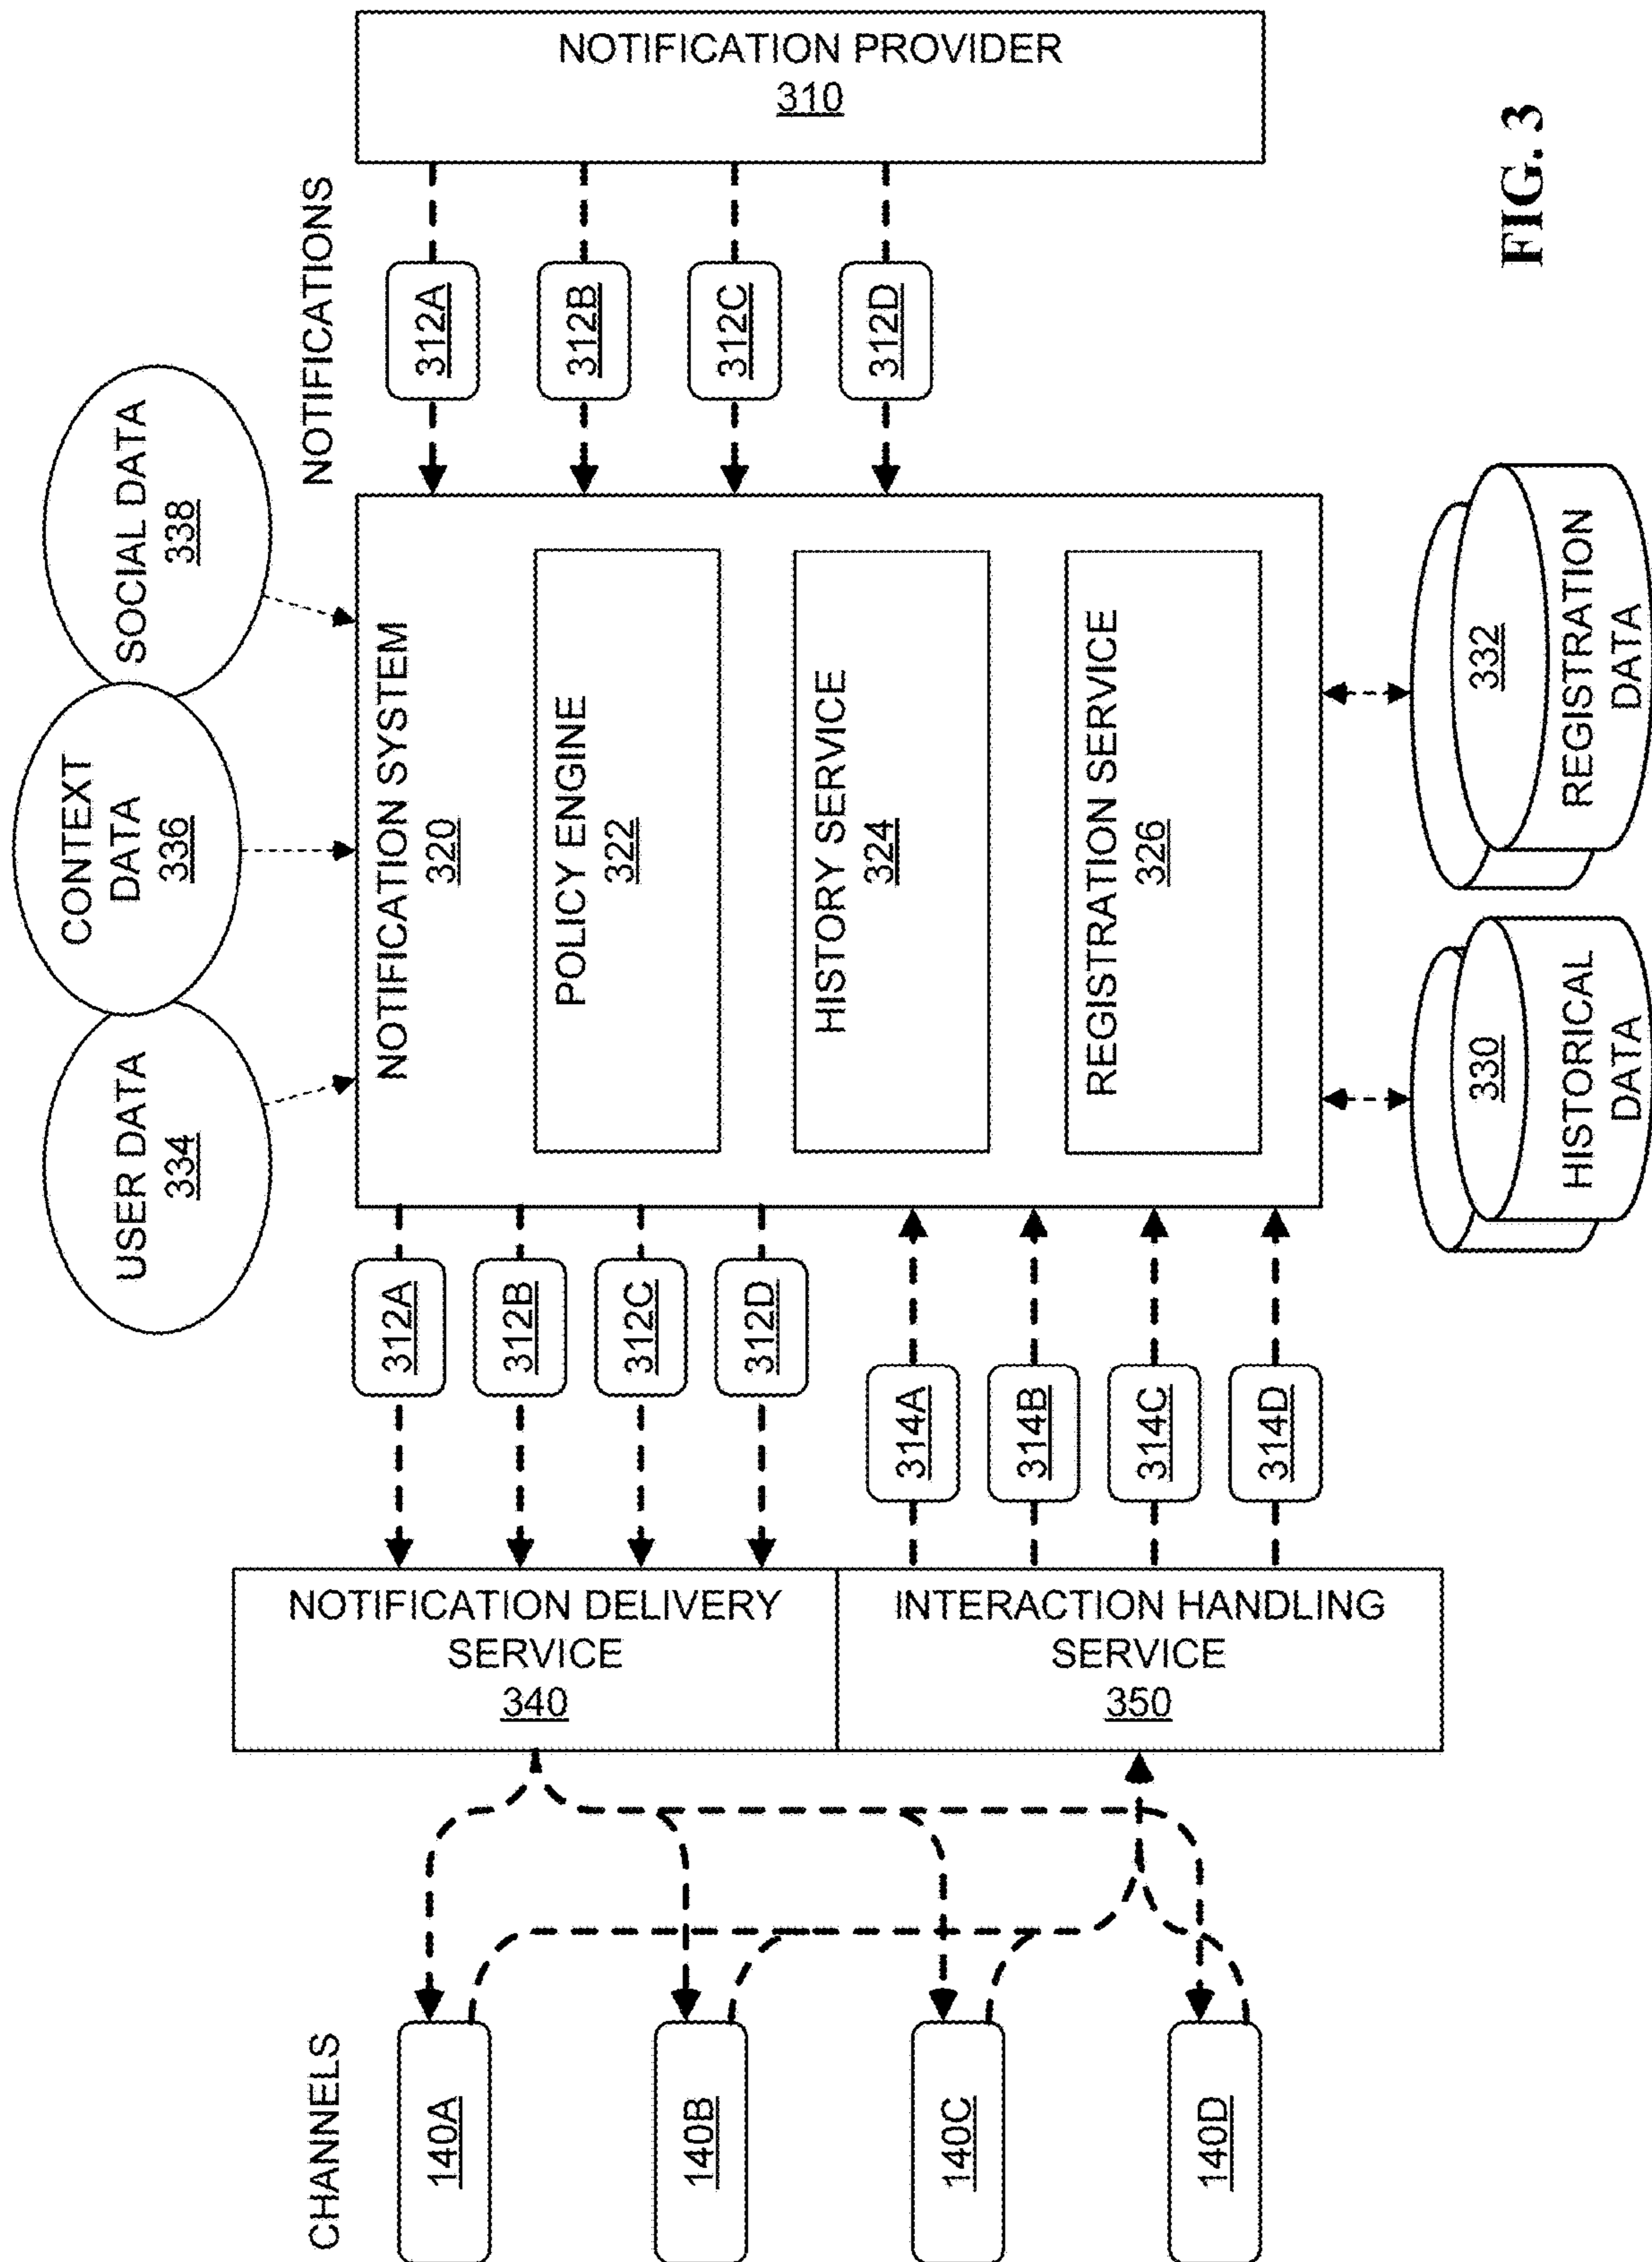 CHANNELS
140A
140B
140C
140D
NOTIFICATION DELIVERY
SERVICE
340
INTERACTION HANDLING
SERVICE
350
312A
312B
312C
312D
314A
314B
314C
314D
USER DATA
334
CONTEXT
DATA
336
SOCIAL DATA
338
NOTIFICATION SYSTEM
320
POLICY ENGINE
322
HISTORY SERVICE
324
REGISTRATION SERVICE
326
330
HISTORICAL
DATA
332
REGISTRATION
DATA
NOTIFICATIONS
312A
312B
312C
312D
NOTIFICATION PROVIDER
310
FIG. 3